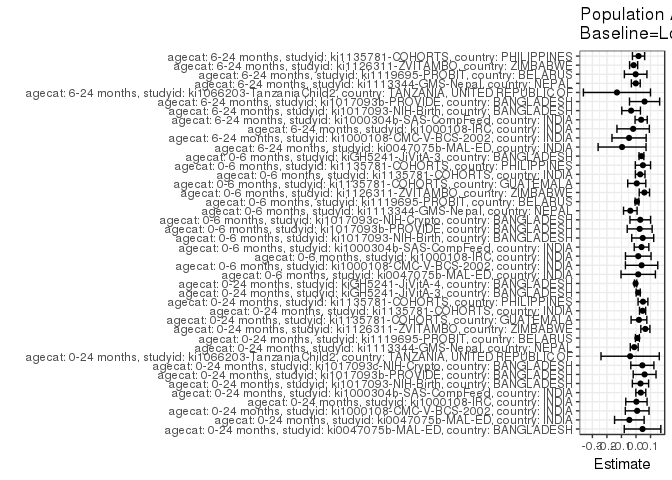 Population A
Baseline=Lo
agecat: 6-24 months, studyid: ki1135781-COHORTS, country: PHILIPPINES
agecat: 6-24 months, studyid: ki1126311-ZVITAMBO, country: ZIMBABWE
agecat: 6-24 months, studyid: ki1119695-PROBIT, country: BELARUS
agecat: 6-24 months, studyid: ki1113344-GMS-Nepal, country: NEPAL
agecat: 6-24 months, studyid: ki1066203-TanzaniaChild2, country: TANZANIA, UNITED REPUBLIC OF
agecat: 6-24 months, studyid: ki1017093b-PROVIDE, country: BANGLADESH
agecat: 6-24 months, studyid: ki1017093-NIH-Birth, country: BANGLADESH
agecat: 6-24 months, studyid: ki1000304b-SAS-CompFeed, country: INDIA
agecat: 6-24 months, studyid: ki1000108-IRC, country: INDIA
agecat: 6-24 months, studyid: ki1000108-CMC-V-BCS-2002, country: INDIA
agecat: 6-24 months, studyid: ki0047075b-MAL-ED, country: INDIA
agecat: 0-6 months, studyid: kiGH5241-JiVitA-3, country: BANGLADESH
agecat: 0-6 months, studyid: ki1135781-COHORTS, country: PHILIPPINES
agecat: 0-6 months, studyid: ki1135781-COHORTS, country: INDIA
agecat: 0-6 months, studyid: ki1135781-COHORTS, country: GUATEMALA
agecat: 0-6 months, studyid: ki1126311-ZVITAMBO, country: ZIMBABWE
agecat: 0-6 months, studyid: ki1119695-PROBIT, country: BELARUS
agecat: 0-6 months, studyid: ki1113344-GMS-Nepal, country: NEPAL
agecat: 0-6 months, studyid: ki1017093c-NIH-Crypto, country: BANGLADESH
agecat: 0-6 months, studyid: ki1017093b-PROVIDE, country: BANGLADESH
agecat: 0-6 months, studyid: ki1017093-NIH-Birth, country: BANGLADESH
agecat: 0-6 months, studyid: ki1000304b-SAS-CompFeed, country: INDIA
agecat: 0-6 months, studyid: ki1000108-IRC, country: INDIA
agecat: 0-6 months, studyid: ki1000108-CMC-V-BCS-2002, country: INDIA
agecat: 0-6 months, studyid: ki0047075b-MAL-ED, country: INDIA
agecat: 0-24 months, studyid: kiGH5241-JiVitA-4, country: BANGLADESH
agecat: 0-24 months, studyid: kiGH5241-JiVitA-3, country: BANGLADESH
agecat: 0-24 months, studyid: ki1135781-COHORTS, country: PHILIPPINES
agecat: 0-24 months, studyid: ki1135781-COHORTS, country: INDIA
agecat: 0-24 months, studyid: ki1135781-COHORTS, country: GUATEMALA
agecat: 0-24 months, studyid: ki1126311-ZVITAMBO, country: ZIMBABWE
agecat: 0-24 months, studyid: ki1119695-PROBIT, country: BELARUS
agecat: 0-24 months, studyid: ki1113344-GMS-Nepal, country: NEPAL
agecat: 0-24 months, studyid: ki1066203-TanzaniaChild2, country: TANZANIA, UNITED REPUBLIC OF
agecat: 0-24 months, studyid: ki1017093c-NIH-Crypto, country: BANGLADESH
agecat: 0-24 months, studyid: ki1017093b-PROVIDE, country: BANGLADESH
agecat: 0-24 months, studyid: ki1017093-NIH-Birth, country: BANGLADESH
agecat: 0-24 months, studyid: ki1000304b-SAS-CompFeed, country: INDIA
agecat: 0-24 months, studyid: ki1000108-IRC, country: INDIA
agecat: 0-24 months, studyid: ki1000108-CMC-V-BCS-2002, country: INDIA
agecat: 0-24 months, studyid: ki0047075b-MAL-ED, country: INDIA
agecat: 0-24 months, studyid: ki0047075b-MAL-ED, country: BANGLADESH
-0.3 -0.2 -0.1 0.0 0.1
Estimate